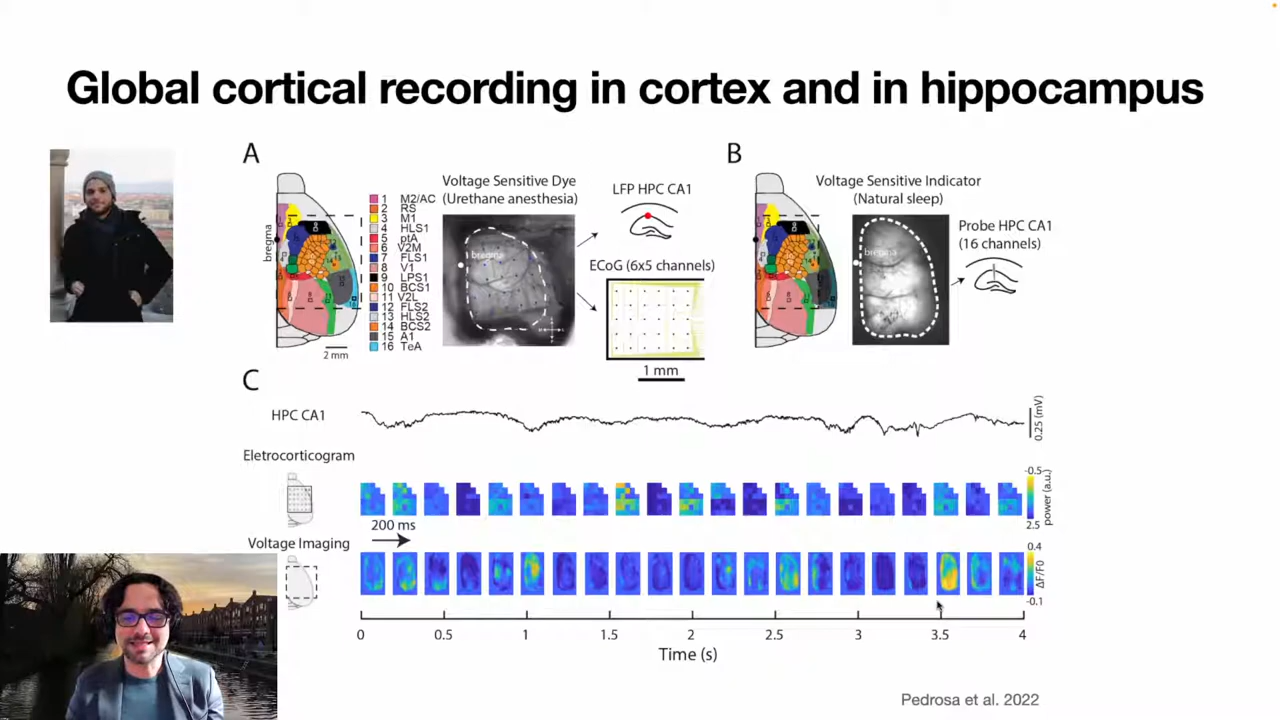 Global cortical recording in cortex and in hippocampus
A
bregma
1 M2/AC
2 RS
3 M1
4 HLS1
5 ptA
6 V2M
7 FLS1
8 V1
9 LPS1
10 BCS1
11 V2L
12 FLS2
13 HLS2
14 BCS2
15 A1
16 TeA
2 mm
Voltage Sensitive Dye
(Urethane anesthesia)
bregma
LFP HPC CA1
ECoG (6x5 channels)
1 mm
B
bregma
Voltage Sensitive Indicator
(Natural sleep)
bregma
Probe HPC CA1
(16 channels)
C
HPC CA1
0.25 (mV)
Eletrocorticogram
-0.5
power (a.u.)
2.5
200 ms
Voltage Imaging
0.4
ΔF/F0
-0.1
0 0.5 1 1.5 2 2.5 3 3.5 4
Time (s)
Pedrosa et al. 2022